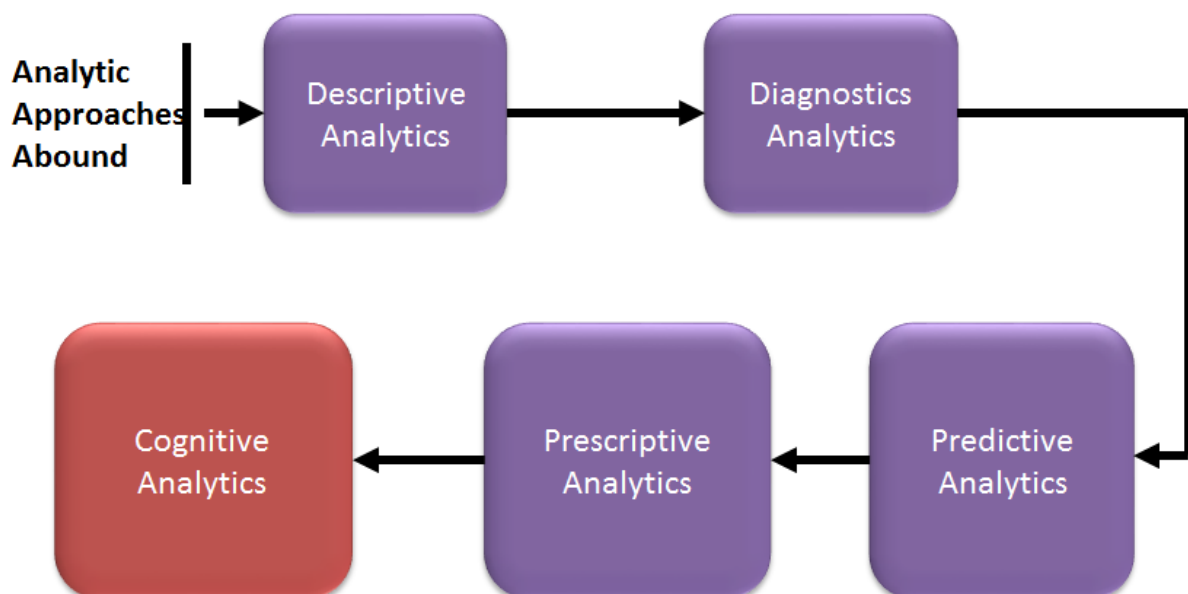 Analytic
Approaches
Abound
Descriptive
Analytics
Diagnostics
Analytics
Predictive
Analytics
Prescriptive
Analytics
Cognitive
Analytics